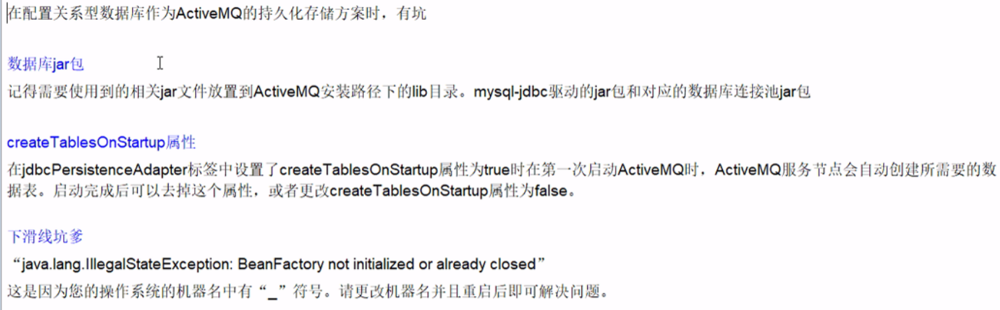 在配置关系型数据库作为ActiveMQ的持久化存储方案时，有坑
数据库jar包
记得需要使用到的相关jar文件放置到ActiveMQ安装路径下的lib目录。mysql-jdbc驱动的jar包和对应的数据库连接池jar包
createTablesOnStartup属性
在jdbcPersistenceAdapter标签中设置了createTablesOnStartup属性为true时在第一次启动ActiveMQ时，ActiveMQ服务节点会自动创建所需要的数
据表。启动完成后可以去掉这个属性，或者更改createTablesOnStartup属性为false。
下滑线坑爹
“java.lang.IllegalStateException: BeanFactory not initialized or already closed”
这是因为您的操作系统的机器名中有“_”符号。请更改机器名并且重启后即可解决问题。